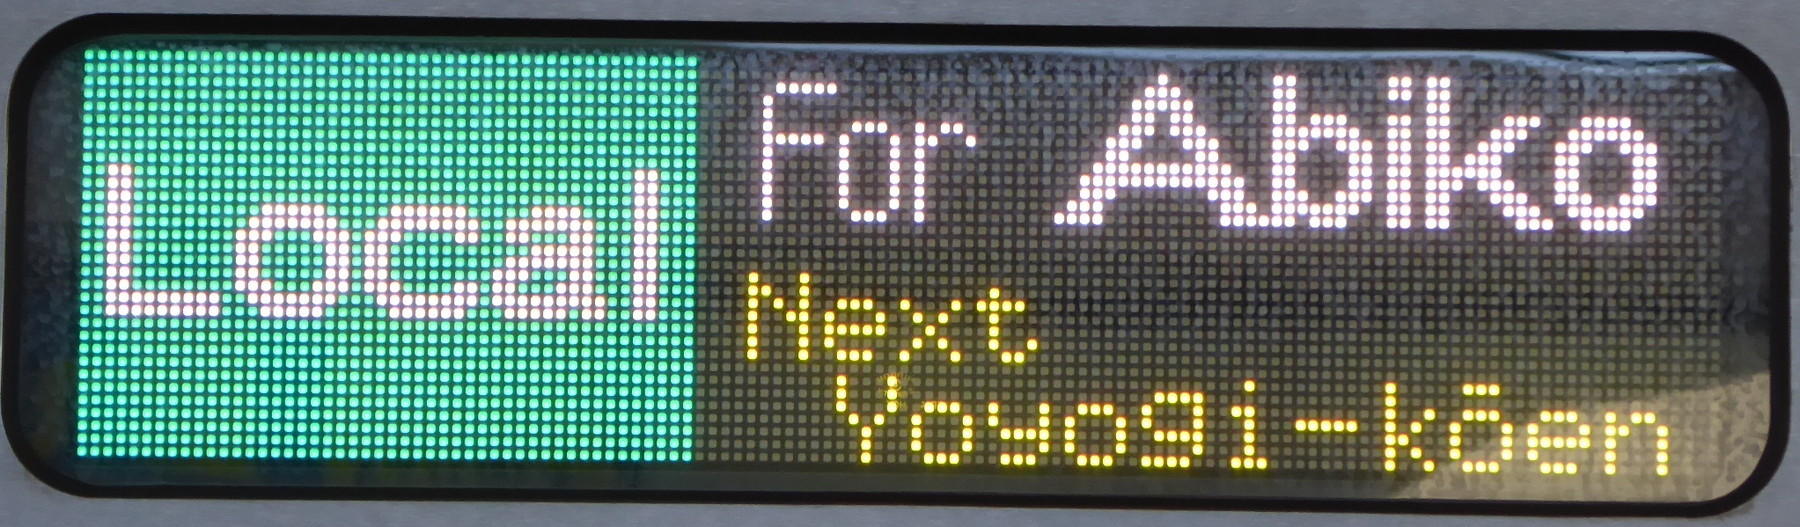 Local
For Abiko
Next
Yoyogi-kōen